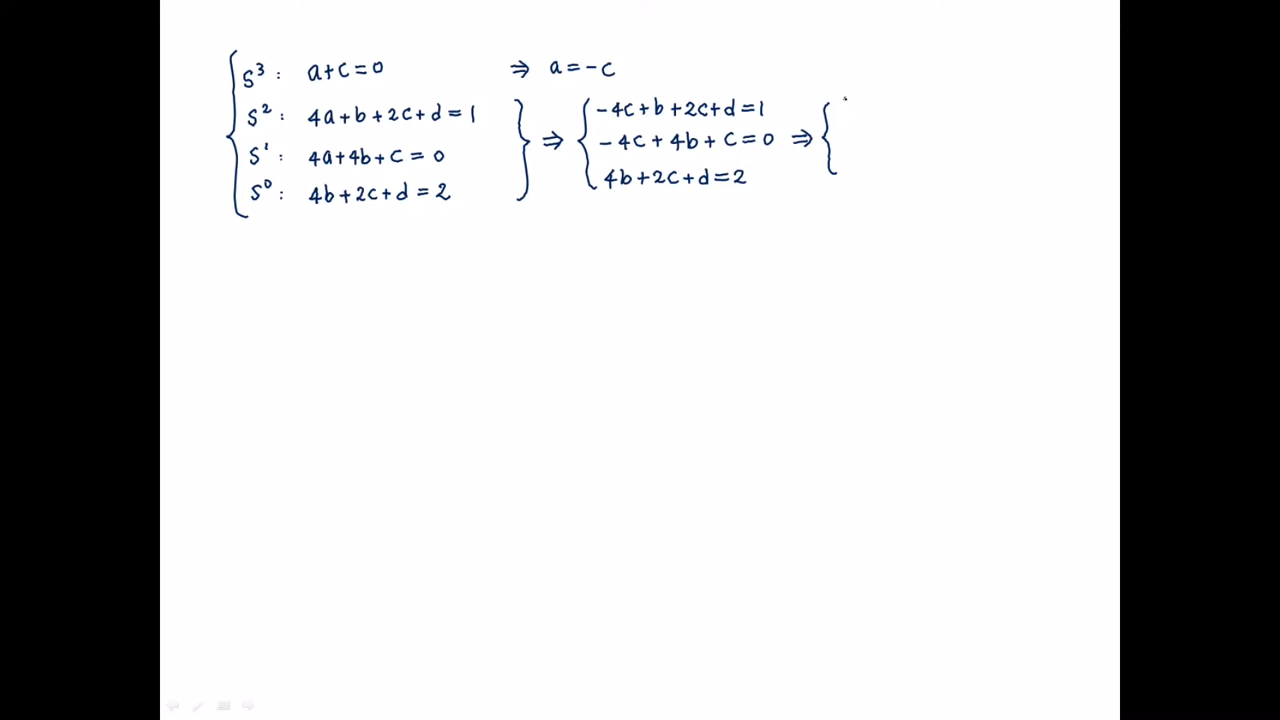 S³ : a+c=0 ⇒ a=-c
S² : 4a+b+2c+d=1
S¹ : 4a+4b+c=0
S⁰ : 4b+2c+d=2
⇒
-4c+b+2c+d=1
-4c+4b+c=0
4b+2c+d=2
⇒